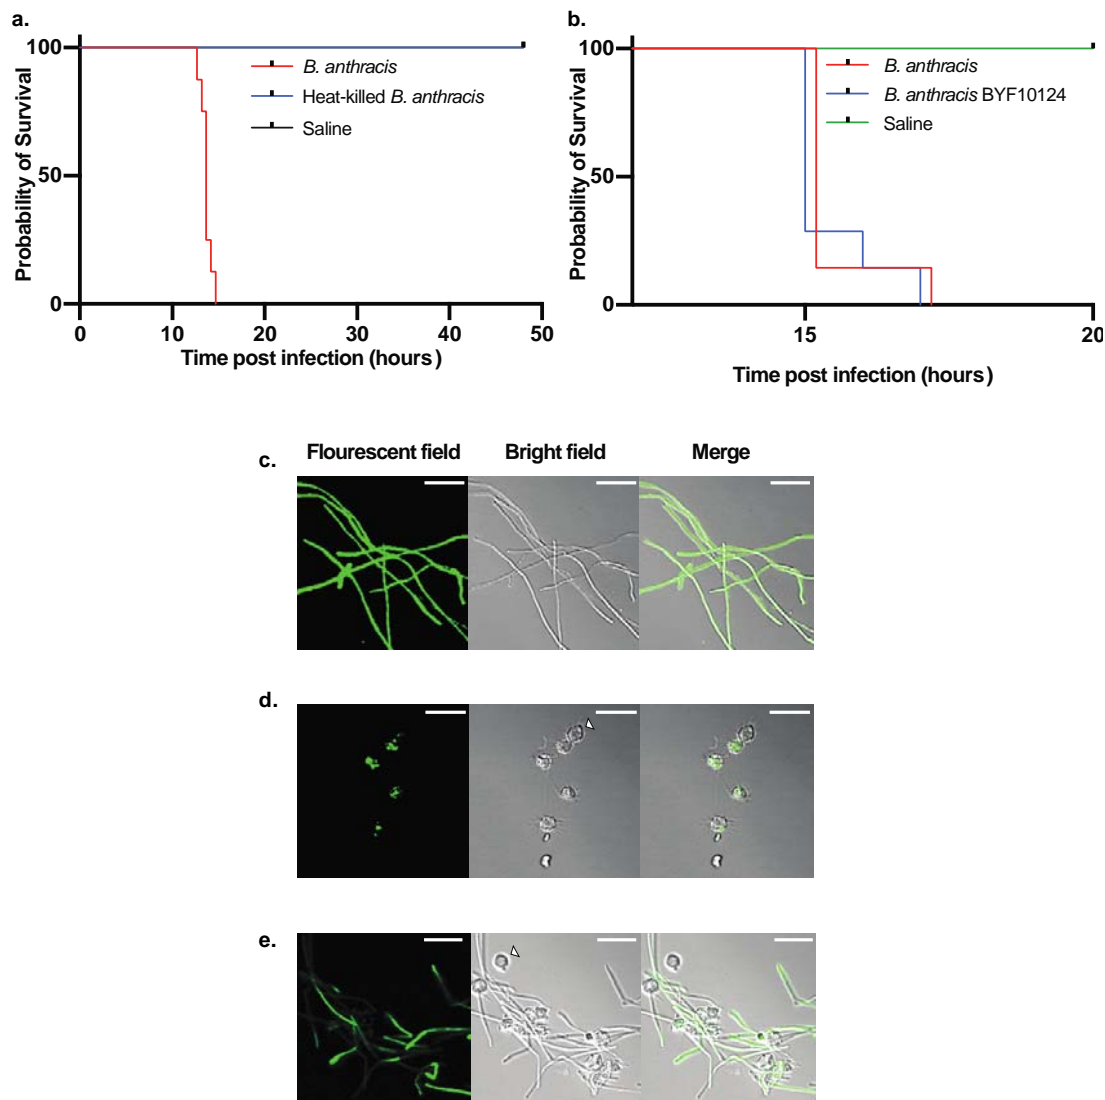 a.
Probability of Survival
100
50
0
B. anthracis
Heat-killed B. anthracis
Saline
0 10 20 30 40 50
Time post infection (hours)
b.
Probability of Survival
100
50
0
B. anthracis
B. anthracis BYF10124
Saline
15 20
Time post infection (hours)
c.
Flourescent field Bright field Merge
d.
e.